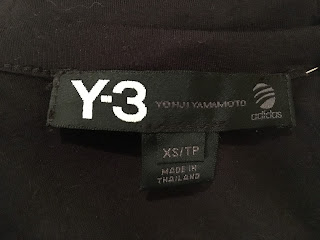 Y-3 YOHJI YAMAMOTO
adidas
XS/TP
MADE IN
THAILAND